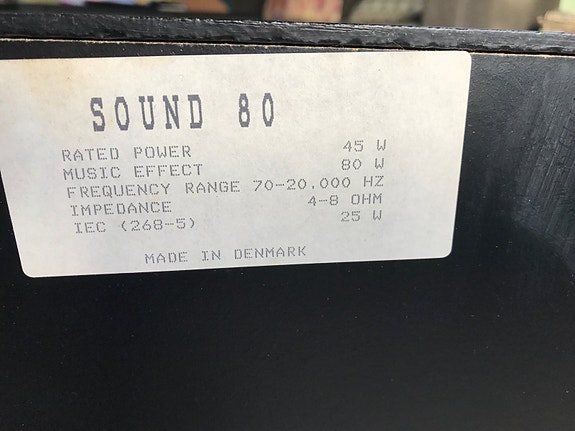 SOUND 80
RATED POWER 45 W
MUSIC EFFECT 80 W
FREQUENCY RANGE 70-20.000 HZ
IMPEDANCE 4-8 OHM
IEC (268-5) 25 W
MADE IN DENMARK